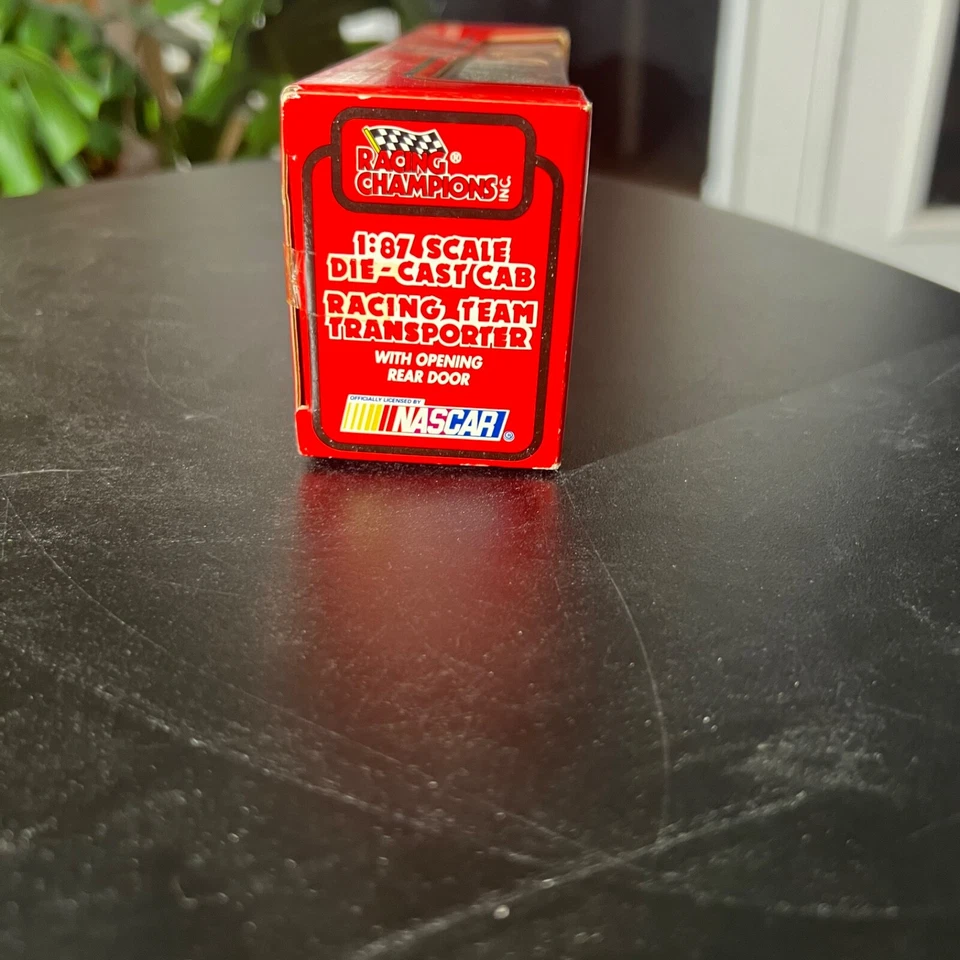 RACING®
CHAMPIONS INC.
1:87 SCALE
DIE-CAST CAB
RACING TEAM
TRANSPORTER
WITH OPENING
REAR DOOR
OFFICIALLY LICENSED BY
NASCAR®